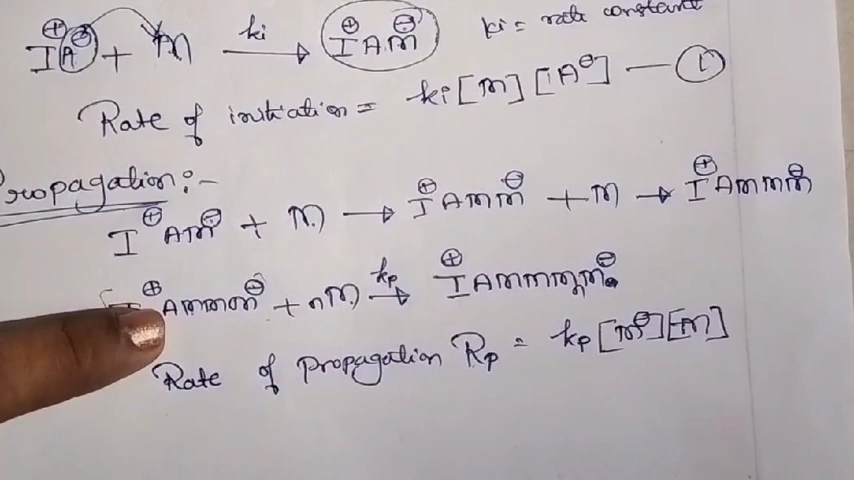 I⊕ A⊖ + M →ki I⊕ A M⊖ ki = rate constant
Rate of initiation = ki [M] [IA⊖] — ①
Propagation:-
I⊕ AM⊖ + M → I⊕ AMM⊖ + M → I⊕ AMMM⊖
I⊕ AMMM⊖ + nM →kp I⊕ AMMMnM⊖
Rate of propagation Rp = kp [M⊖] [M]